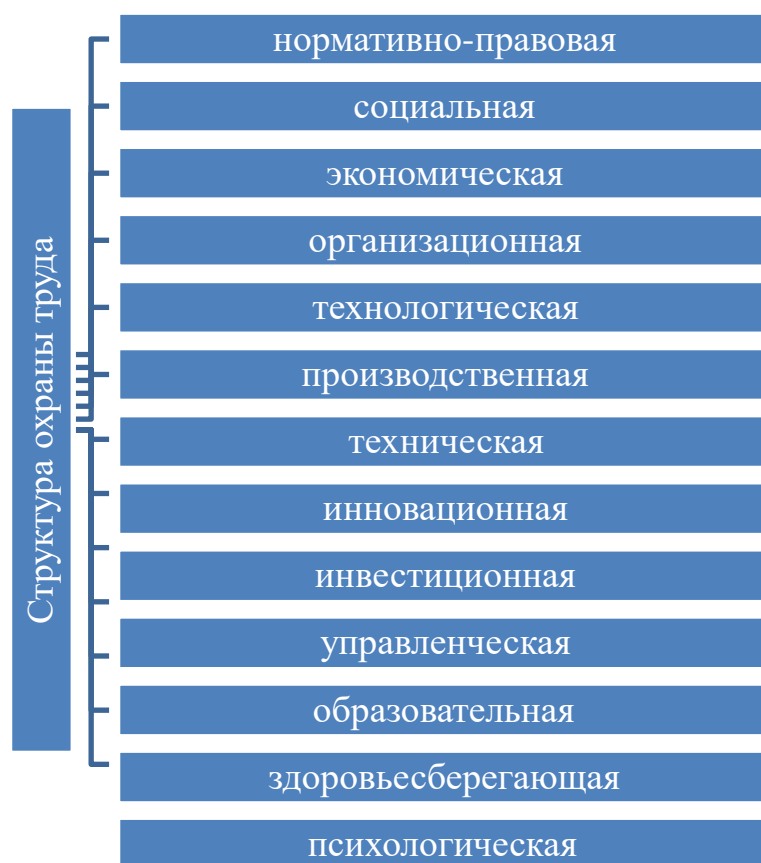 Структура охраны труда
нормативно-правовая
социальная
экономическая
организационная
технологическая
производственная
техническая
инновационная
инвестиционная
управленческая
образовательная
здоровьесберегающая
психологическая